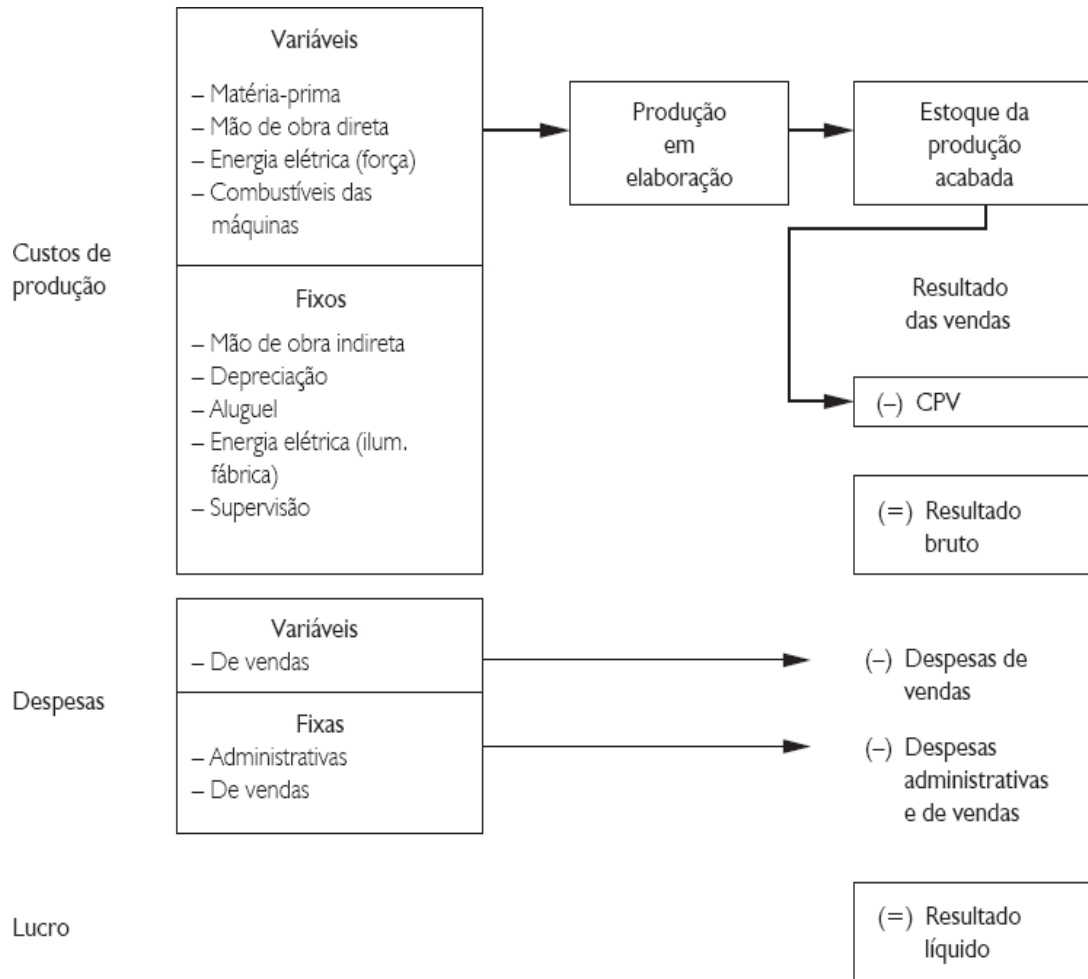 Custos de
produção
Variáveis
– Matéria-prima
– Mão de obra direta
– Energia elétrica (força)
– Combustíveis das
máquinas
Fixos
– Mão de obra indireta
– Depreciação
– Aluguel
– Energia elétrica (ilum.
fábrica)
– Supervisão
Produção
em
elaboração
Estoque da
produção
acabada
Resultado
das vendas
(–) CPV
(=) Resultado
bruto
Despesas
Variáveis
– De vendas
Fixas
– Administrativas
– De vendas
(–) Despesas de
vendas
(–) Despesas
administrativas
e de vendas
Lucro
(=) Resultado
líquido